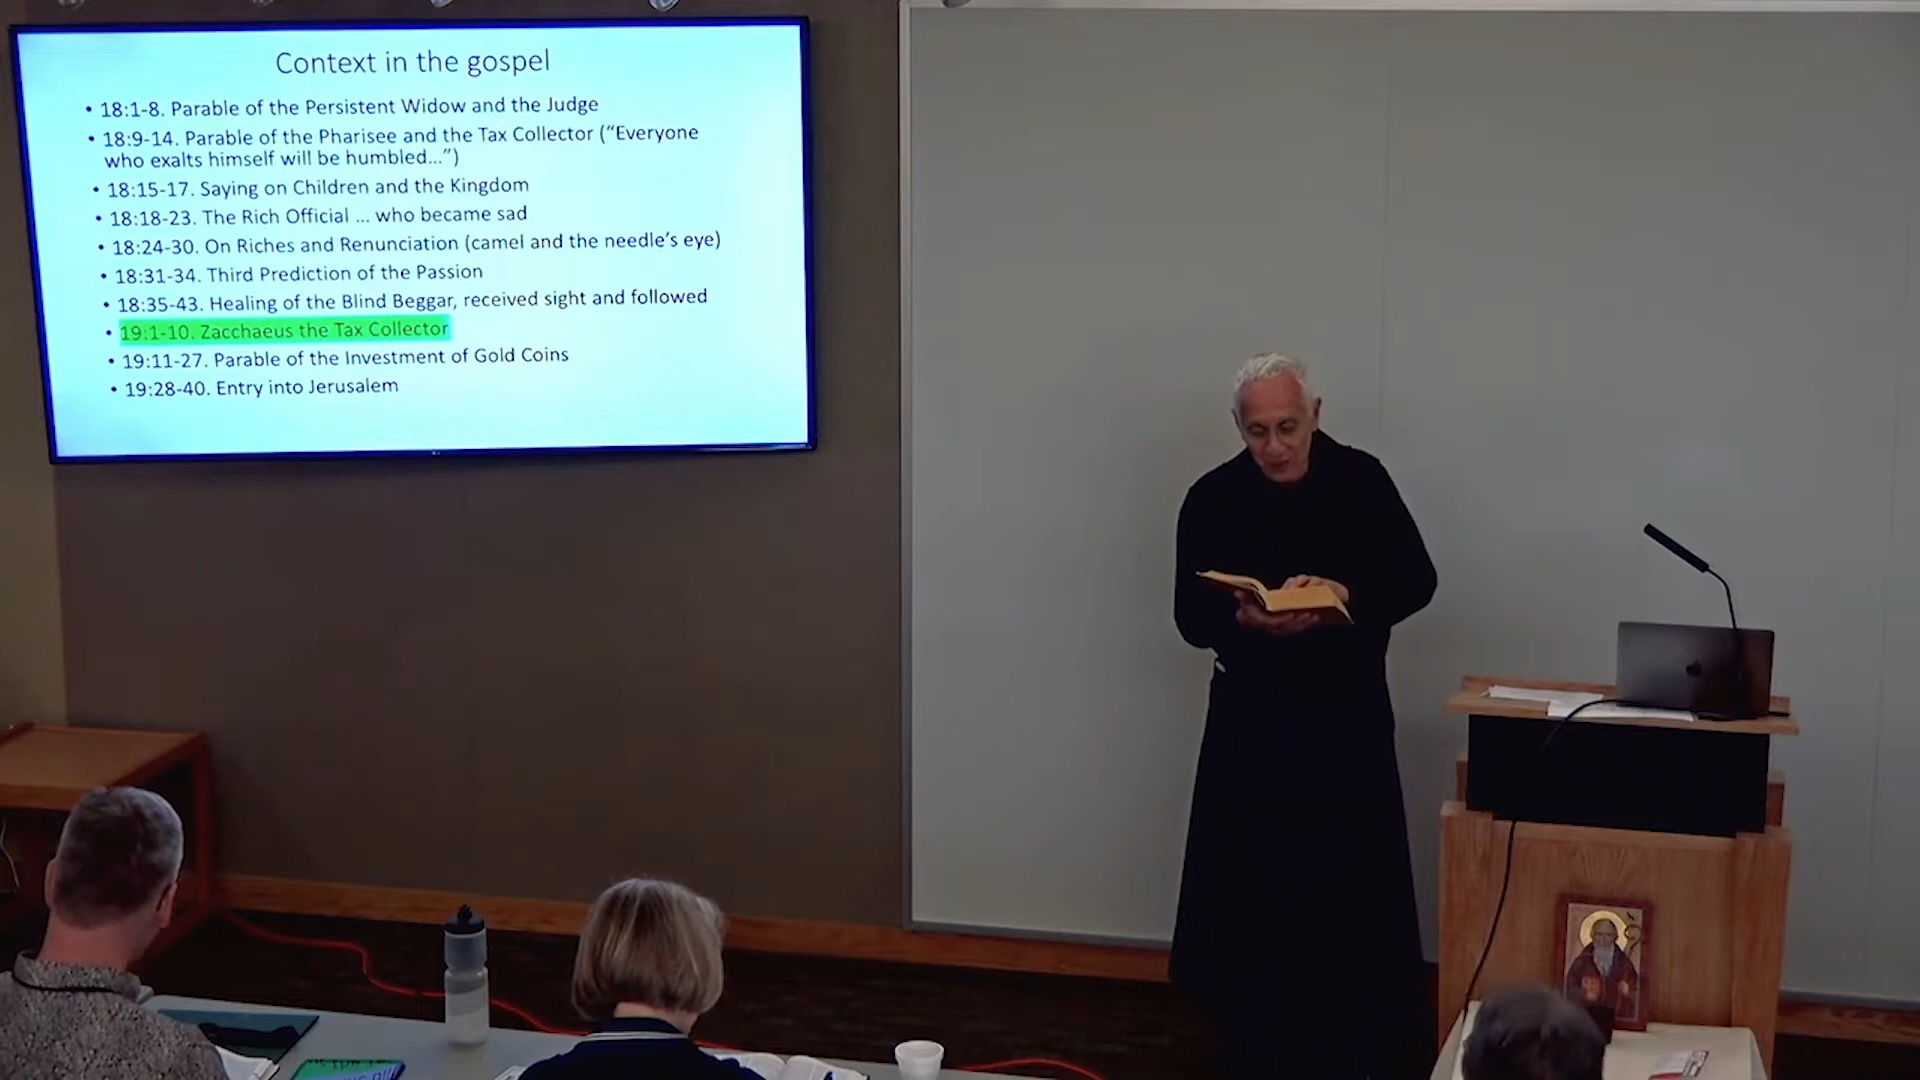 Context in the gospel
• 18:1-8. Parable of the Persistent Widow and the Judge
• 18:9-14. Parable of the Pharisee and the Tax Collector (“Everyone
who exalts himself will be humbled...”)
• 18:15-17. Saying on Children and the Kingdom
• 18:18-23. The Rich Official ... who became sad
• 18:24-30. On Riches and Renunciation (camel and the needle’s eye)
• 18:31-34. Third Prediction of the Passion
• 18:35-43. Healing of the Blind Beggar, received sight and followed
• 19:1-10. Zacchaeus the Tax Collector
• 19:11-27. Parable of the Investment of Gold Coins
• 19:28-40. Entry into Jerusalem